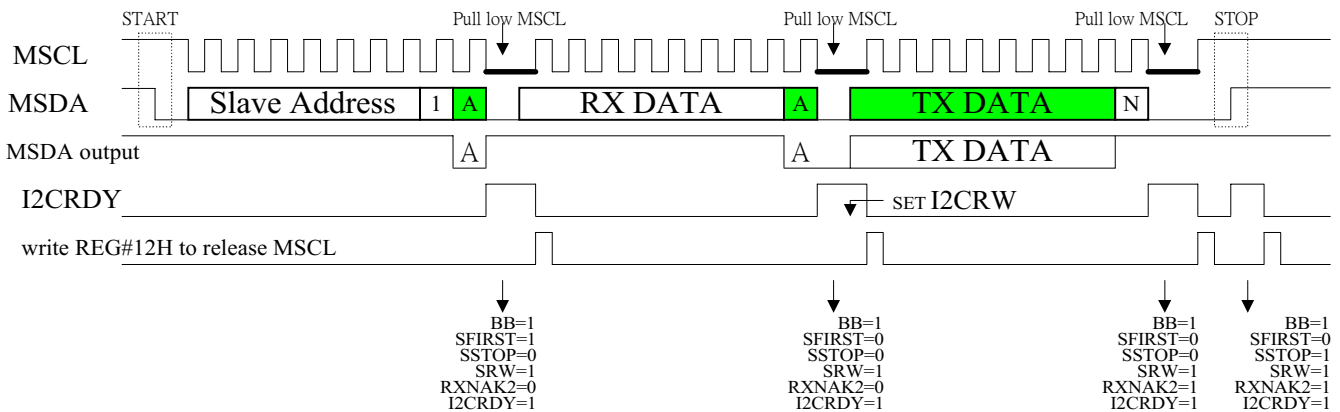 START Pull low MSCL Pull low MSCL Pull low MSCL STOP
MSCL
MSDA Slave Address 1 A RX DATA A TX DATA N
MSDA output A A TX DATA
I2CRDY SET I2CRW
write REG#12H to release MSCL
BB=1 BB=1 BB=1 BB=1
SFIRST=1 SFIRST=0 SFIRST=0 SFIRST=0
SSTOP=0 SSTOP=0 SSTOP=0 SSTOP=1
SRW=1 SRW=1 SRW=1 SRW=1
RXNAK2=0 RXNAK2=0 RXNAK2=1 RXNAK2=1
I2CRDY=1 I2CRDY=1 I2CRDY=1 I2CRDY=1